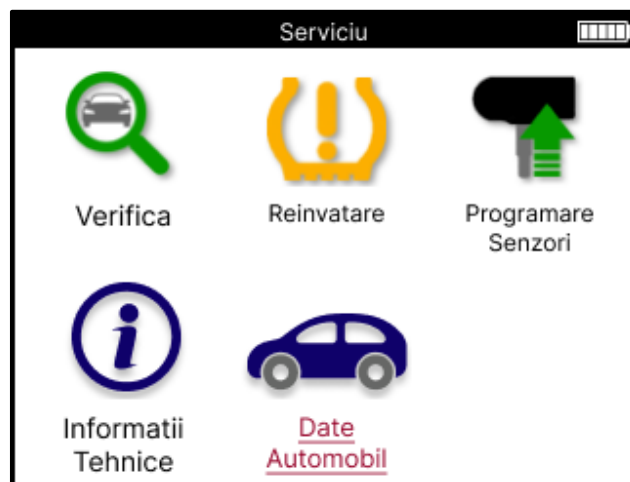 Serviciu
Verifica
Reinvatare
Programare
Senzori
Informatii
Tehnice
Date
Automobil